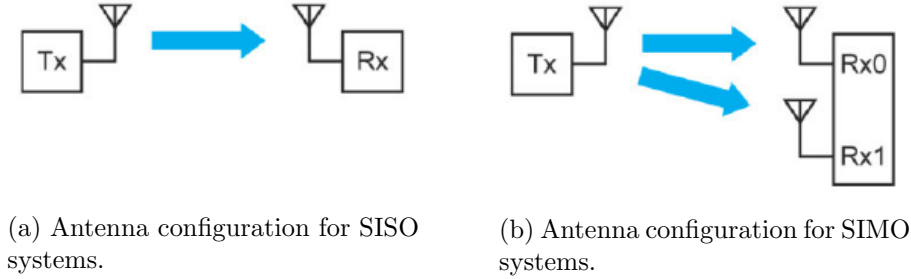 Tx
Rx
Tx
Rx0
Rx1
(a) Antenna configuration for SISO
systems.
(b) Antenna configuration for SIMO
systems.